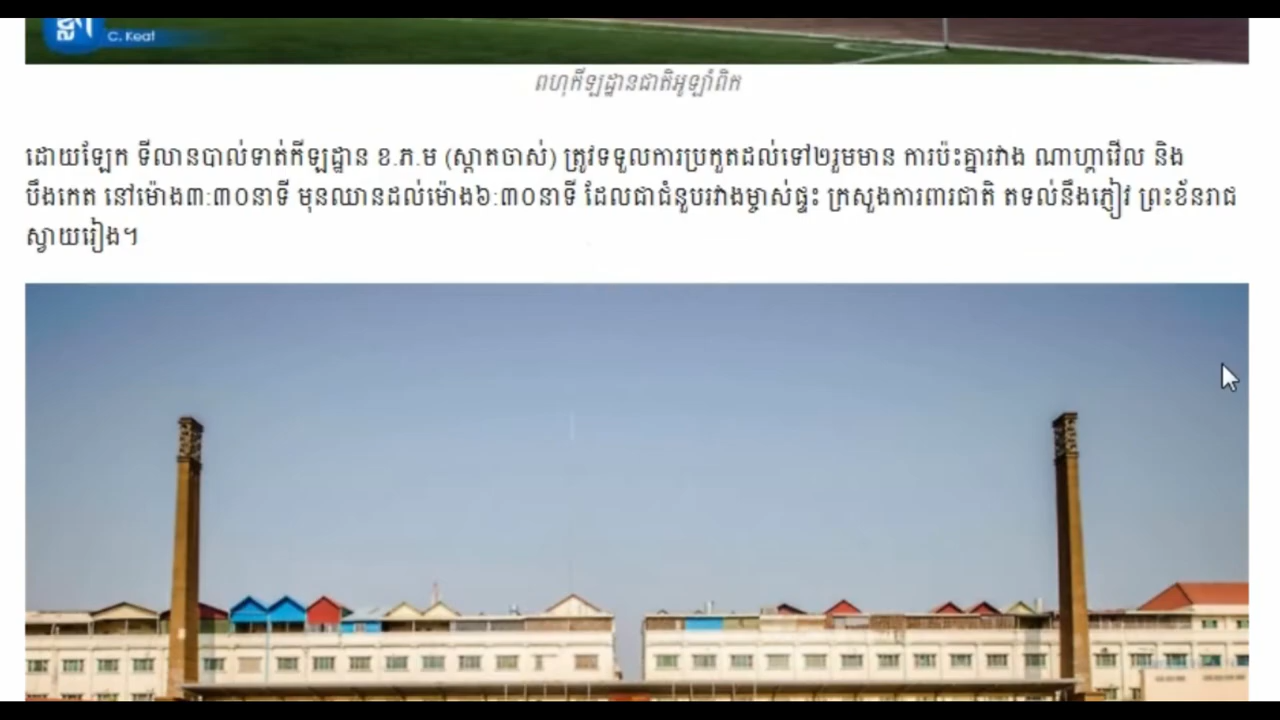 ខ្លា
C. Keat
ពហុកីឡដ្ឋានជាតិអូឡាំពិក
ដោយឡែក ទីលានបាល់ទាត់កីឡដ្ឋាន ខ.ភ.ម (ស្តាតចាស់) ត្រូវទទួលការប្រកួតដល់ទៅ២រួមមាន ការប៉ះគ្នារវាង ណាហ្គាវើល និង
បឹងកេត នៅម៉ោង៣:៣០នាទី មុនឈានដល់ម៉ោង៦:៣០នាទី ដែលជាជំនួបរវាងម្ចាស់ផ្ទះ ក្រសួងការពារជាតិ តទល់នឹងភ្ញៀវ ព្រះខ័នរាជ
ស្វាយរៀង។